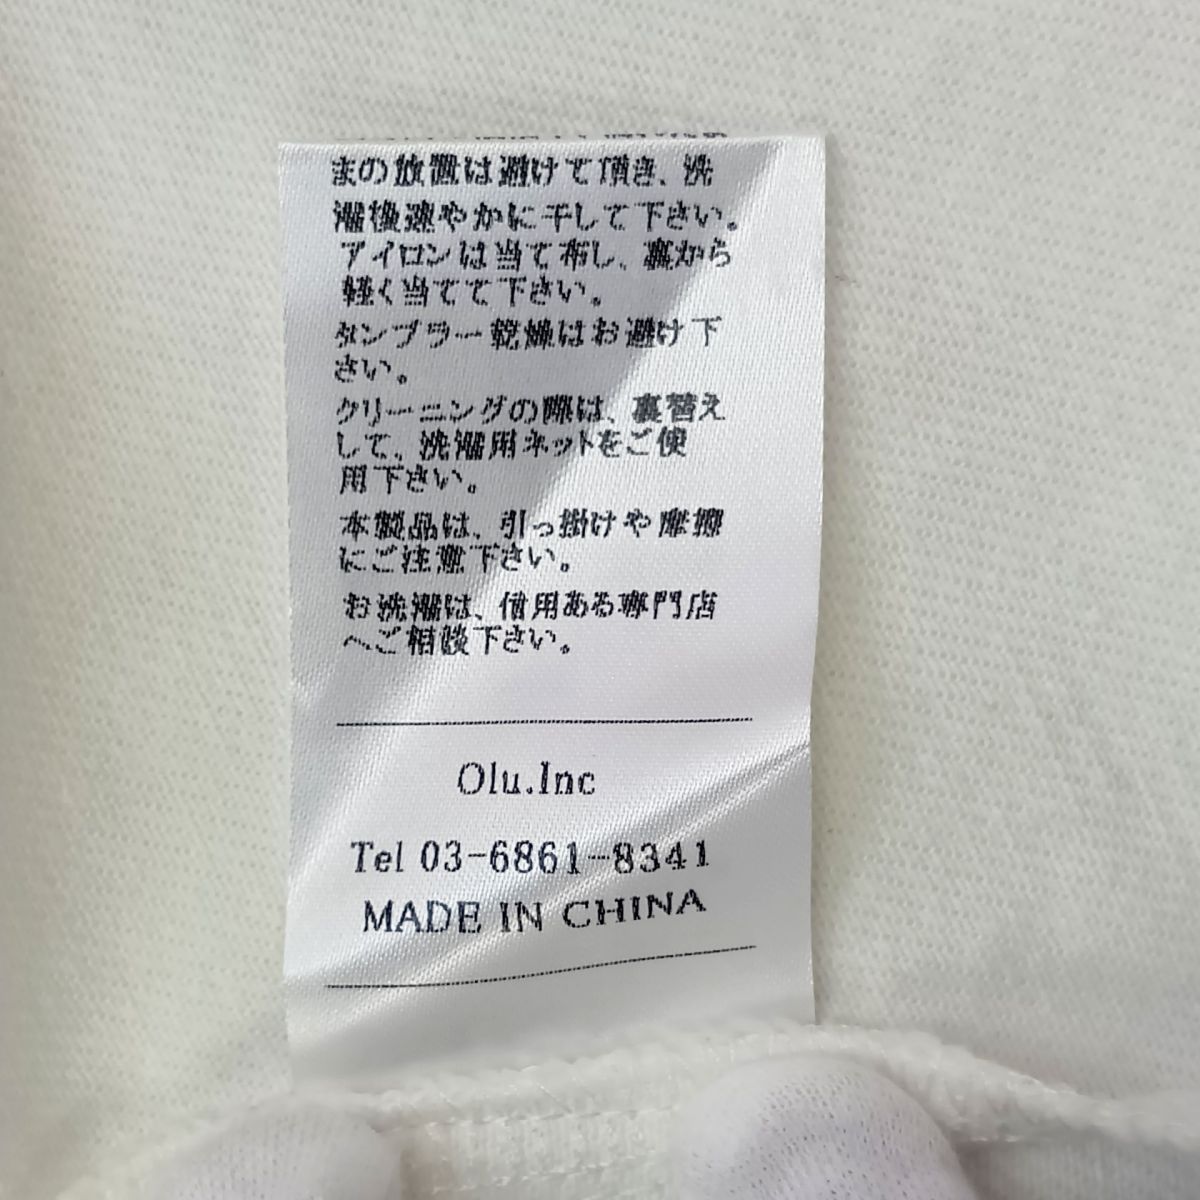 まの放置は避けて頂き、洗
濯後速やかに干して下さい。
アイロンは当て布し、裏から
軽く当てて下さい。
タンブラー乾燥はお避け下
さい。
クリーニングの際は、裏替え
して、洗濯用ネットをご使
用下さい。
本製品は、引っ掛けや摩擦
にご注意下さい。
お洗濯は、信用ある専門店
へご相談下さい。
Olu.Inc
Tel 03-6861-8341
MADE IN CHINA